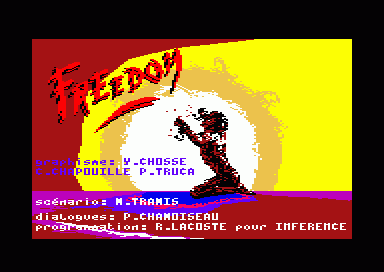 FREEDOM
graphisme: Y.CHOSSE
C.CHAPOUILLE P.TRUCA
scénario: M.TRAMIS
dialogues: P.CHAMOISEAU
programmation: R.LACOSTE pour INFERENCE